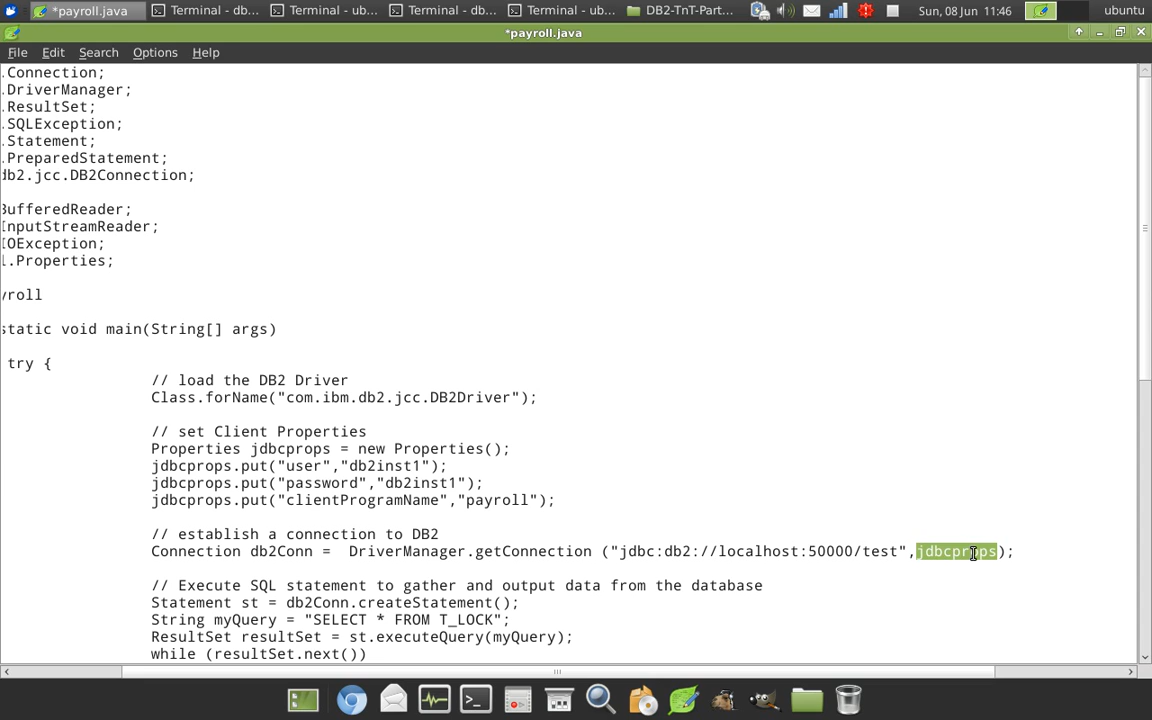 *payroll.java
Terminal - db...
Terminal - ub...
Terminal - db...
Terminal - ub...
DB2-TnT-Part...
Sun, 08 Jun 11:46
ubuntu
*payroll.java
File Edit Search Options Help
.Connection;
.DriverManager;
.ResultSet;
.SQLException;
.Statement;
.PreparedStatement;
db2.jcc.DB2Connection;
BufferedReader;
InputStreamReader;
IOException;
l.Properties;
yroll
static void main(String[] args)
try {
// load the DB2 Driver
Class.forName("com.ibm.db2.jcc.DB2Driver");
// set Client Properties
Properties jdbcprops = new Properties();
jdbcprops.put("user","db2inst1");
jdbcprops.put("password","db2inst1");
jdbcprops.put("clientProgramName","payroll");
// establish a connection to DB2
Connection db2Conn =  DriverManager.getConnection ("jdbc:db2://localhost:50000/test",jdbcprops);
// Execute SQL statement to gather and output data from the database
Statement st = db2Conn.createStatement();
String myQuery = "SELECT * FROM T_LOCK";
ResultSet resultSet = st.executeQuery(myQuery);
while (resultSet.next())